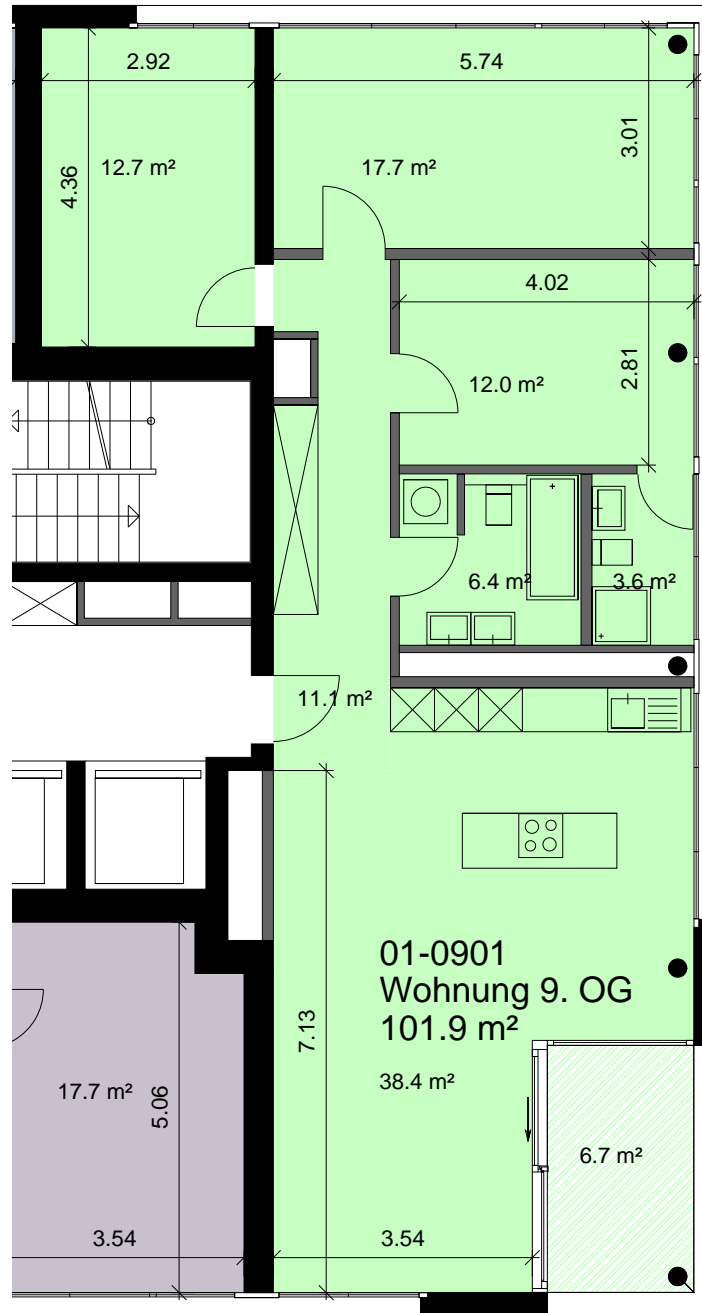 2.92
5.74
4.36
12.7 m²
17.7 m²
3.01
4.02
12.0 m²
2.81
6.4 m²
3.6 m²
11.1 m²
01-0901
Wohnung 9. OG
101.9 m²
38.4 m²
7.13
17.7 m²
5.06
6.7 m²
3.54
3.54